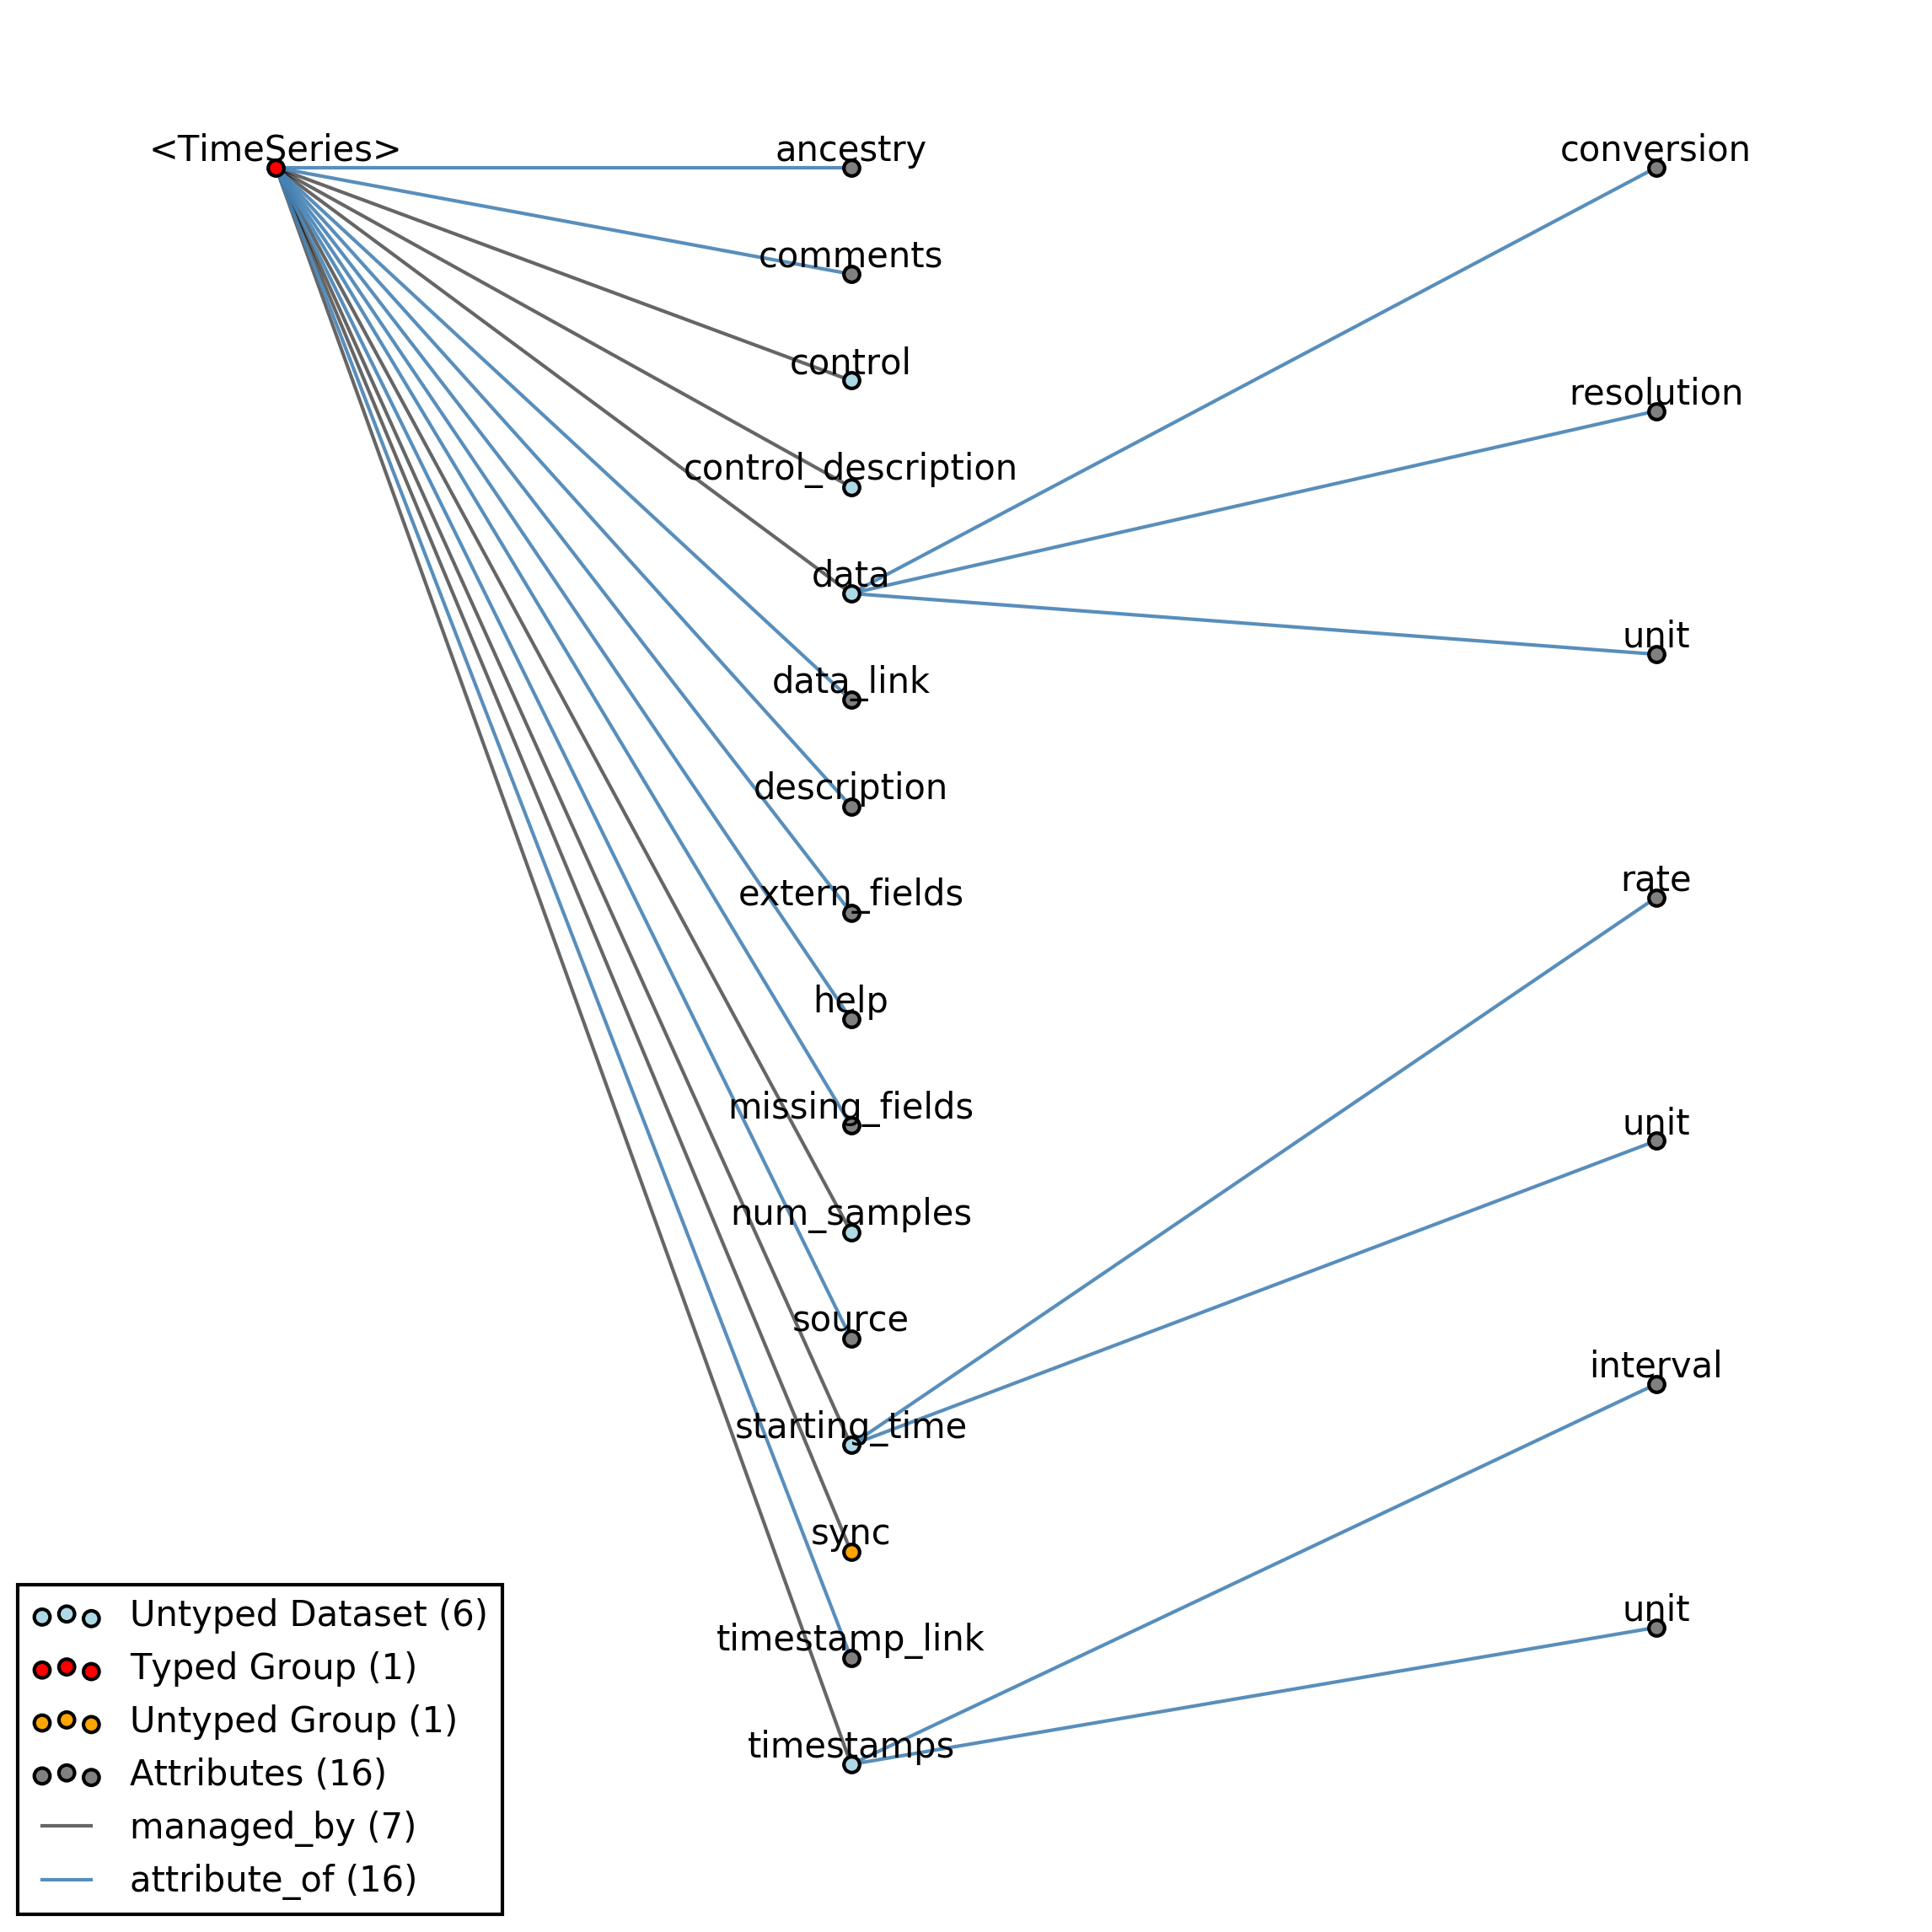 <TimeSeries>
ancestry
comments
control
control_description
data
data_link
description
extern_fields
help
missing_fields
num_samples
source
starting_time
sync
timestamp_link
timestamps
conversion
resolution
unit
rate
unit
interval
unit
Untyped Dataset (6)
Typed Group (1)
Untyped Group (1)
Attributes (16)
managed_by (7)
attribute_of (16)